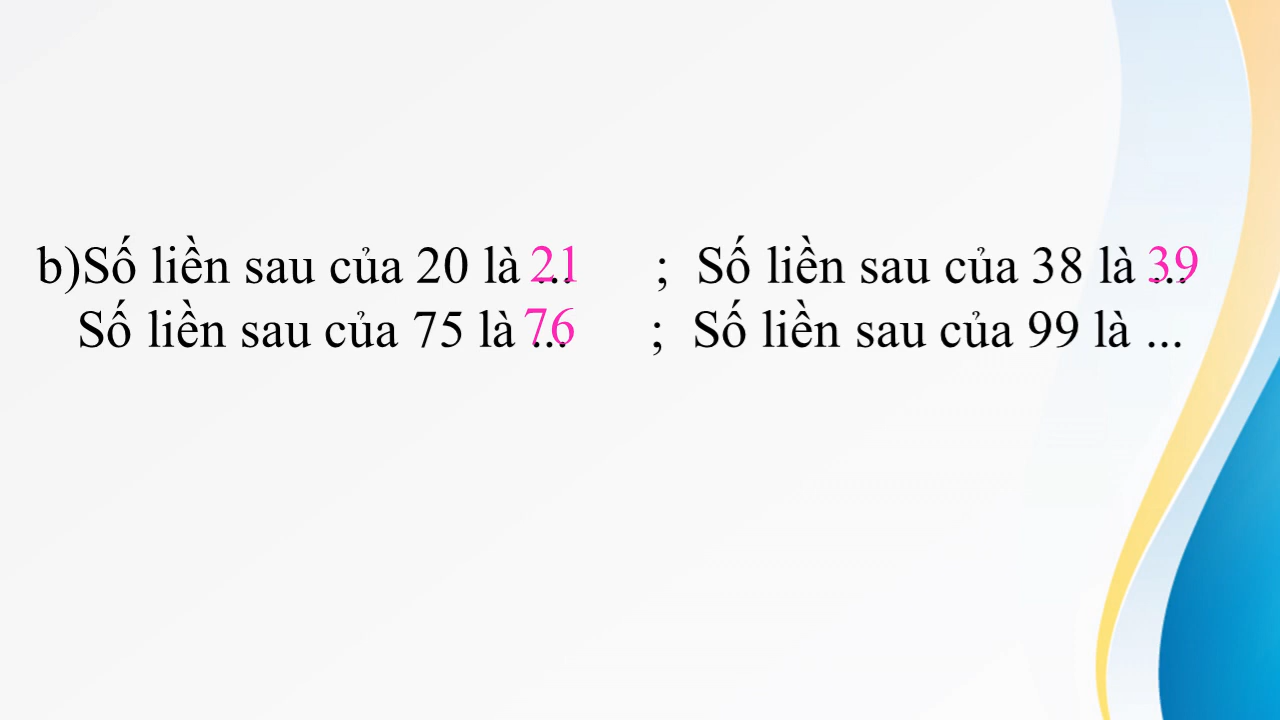 b)Số liền sau của 20 là 21 ; Số liền sau của 38 là 39
Số liền sau của 75 là 76 ; Số liền sau của 99 là ...